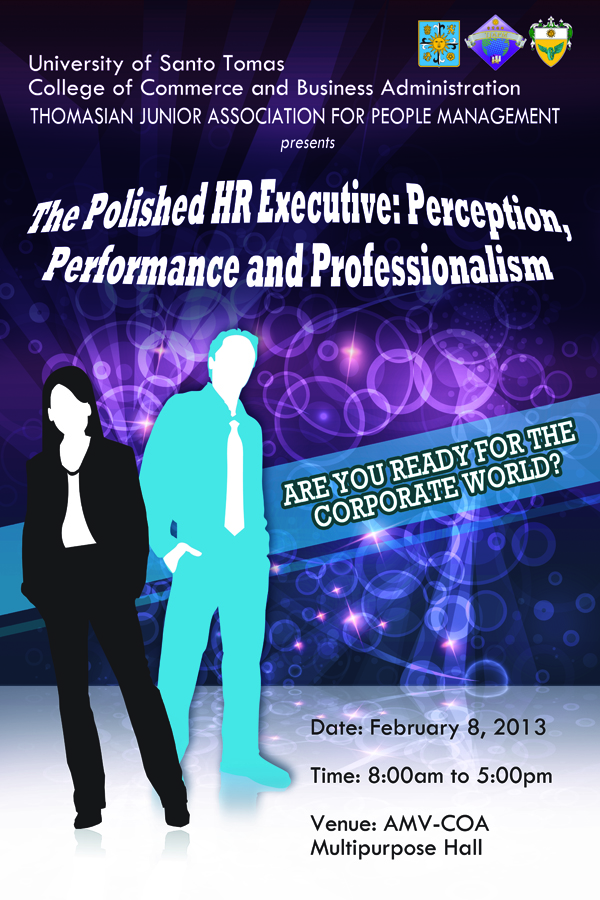 University of Santo Tomas
College of Commerce and Business Administration
THOMASIAN JUNIOR ASSOCIATION FOR PEOPLE MANAGEMENT
presents
The Polished HR Executive: Perception,
Performance and Professionalism
ARE YOU READY FOR THE
CORPORATE WORLD?
Date: February 8, 2013
Time: 8:00am to 5:00pm
Venue: AMV-COA
Multipurpose Hall